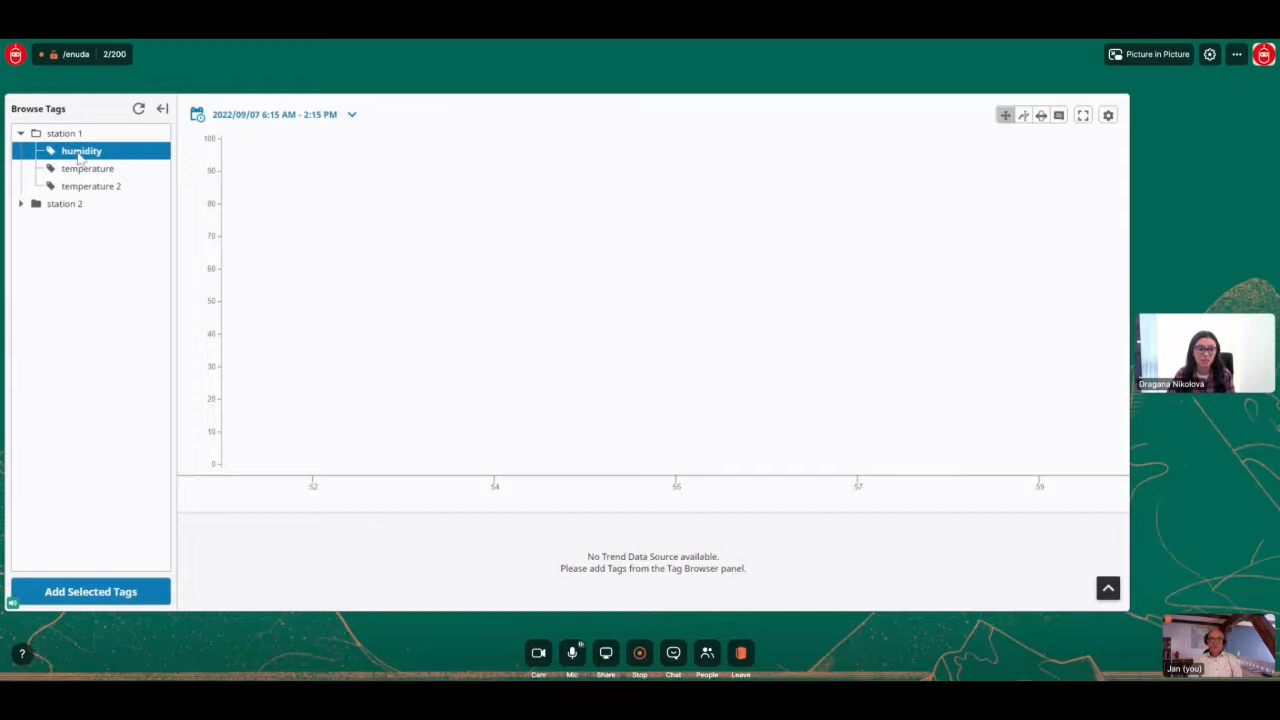 /enuda 2/200
Picture in Picture
Browse Tags
2022/09/07 6:15 AM - 2:15 PM
station 1
humidity
temperature
temperature 2
station 2
100
90
80
70
60
50
40
30
20
10
0
:52 :54 :55 :57 :59
No Trend Data Source available.
Please add Tags from the Tag Browser panel.
Add Selected Tags
Dragana Nikolova
Jan (you)
?
Cam Mic Share Stop Chat People Leave